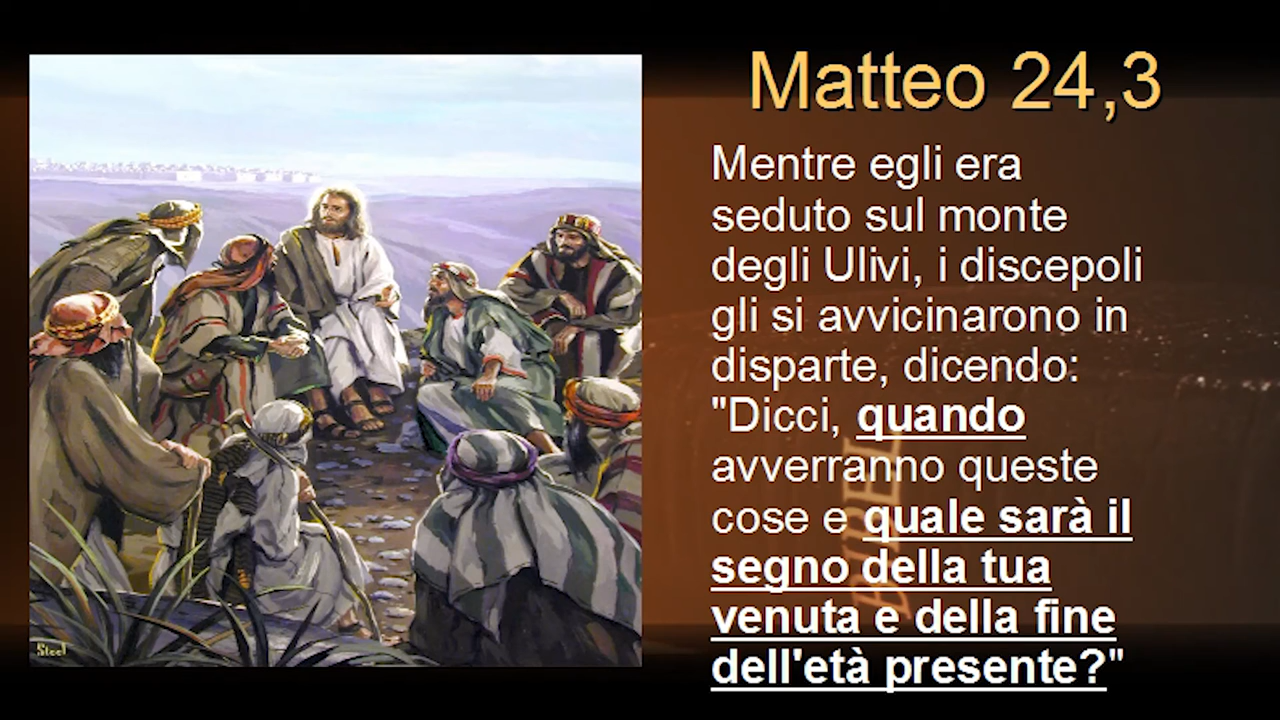 Matteo 24,3
Mentre egli era
seduto sul monte
degli Ulivi, i discepoli
gli si avvicinarono in
disparte, dicendo:
"Dicci, quando
avverranno queste
cose e quale sarà il
segno della tua
venuta e della fine
dell'età presente?"
Steel